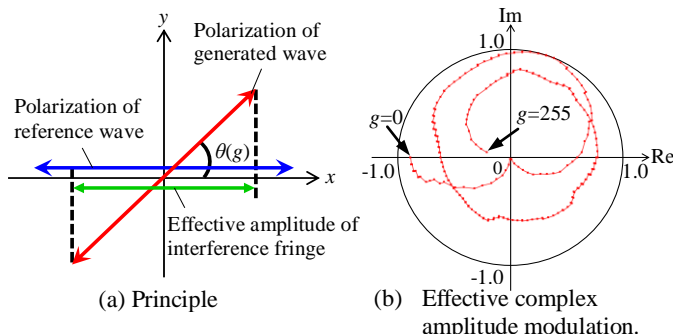 y
Polarization of
generated wave
Polarization of
reference wave
θ(g)
x
Effective amplitude of
interference fringe
(a) Principle
Im
1.0
g=0
g=255
-1.0
0
1.0
Re
-1.0
(b) Effective complex
amplitude modulation.